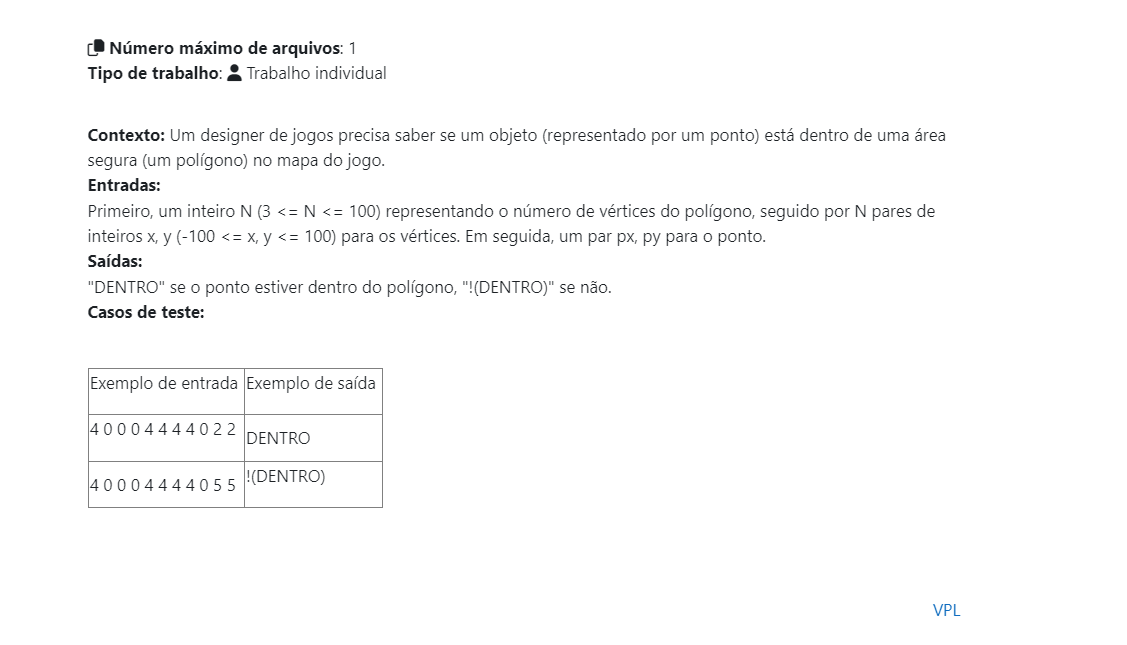 Número máximo de arquivos: 1
Tipo de trabalho: Trabalho individual
Contexto: Um designer de jogos precisa saber se um objeto (representado por um ponto) está dentro de uma área
segura (um polígono) no mapa do jogo.
Entradas:
Primeiro, um inteiro N (3 <= N <= 100) representando o número de vértices do polígono, seguido por N pares de
inteiros x, y (-100 <= x, y <= 100) para os vértices. Em seguida, um par px, py para o ponto.
Saídas:
"DENTRO" se o ponto estiver dentro do polígono, "!(DENTRO)" se não.
Casos de teste:
Exemplo de entrada Exemplo de saída
4 0 0 0 4 4 4 4 0 2 2 DENTRO
4 0 0 0 4 4 4 4 0 5 5 !(DENTRO)
VPL